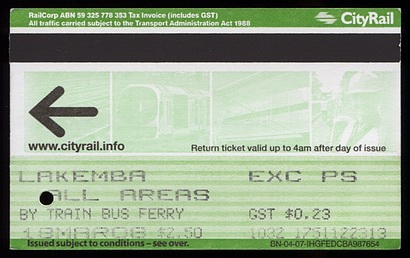 RailCorp ABN 59 325 778 353 Tax Invoice (includes GST)
All traffic carried subject to the Transport Administration Act 1988
CityRail
www.cityrail.info
Return ticket valid up to 4am after day of issue
LAKEMBA EXC PS
ALL AREAS
BY TRAIN BUS FERRY GST $0.23
18MAR08 $2.50 1032 1751122313
Issued subject to conditions – see over. BN-04-07-IHGFEDCBA987654